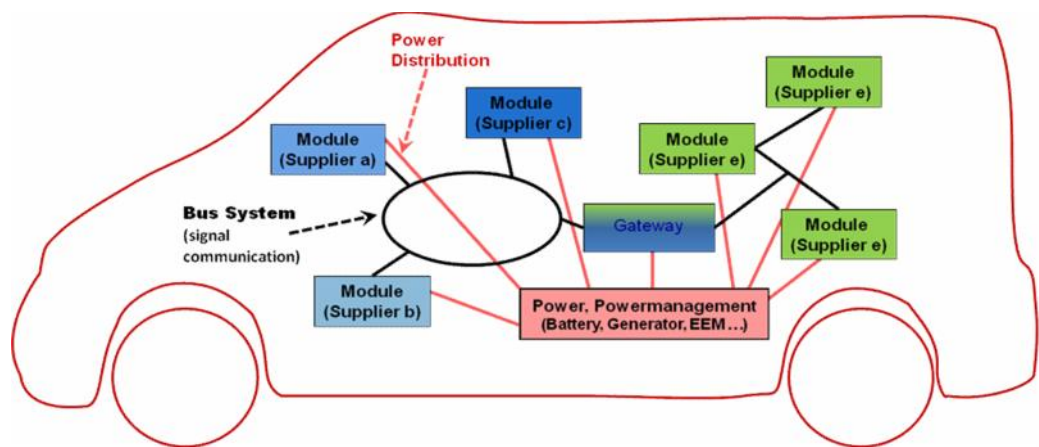 Power
Distribution
Module
(Supplier a)
Module
(Supplier c)
Module
(Supplier e)
Module
(Supplier e)
Bus System
(signal
communication)
Gateway
Module
(Supplier e)
Module
(Supplier b)
Power, Powermanagement
(Battery, Generator, EEM ...)